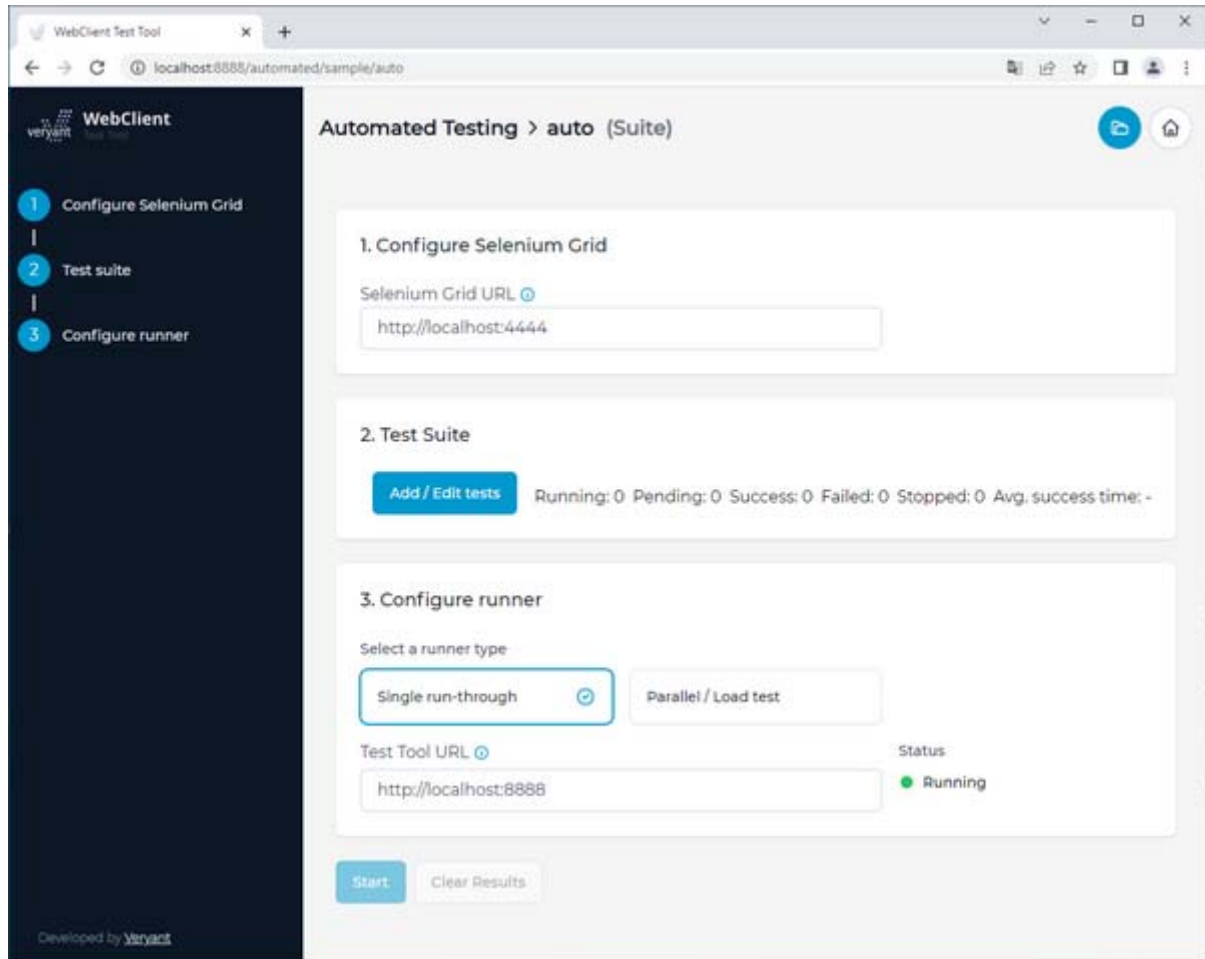 WebClient Test Tool
localhost:8888/automated/sample/auto
veryant WebClient
Test Tool
Automated Testing > auto (Suite)
1 Configure Selenium Grid
2 Test suite
3 Configure runner
1. Configure Selenium Grid
Selenium Grid URL
http://localhost:4444
2. Test Suite
Add / Edit tests Running: 0 Pending: 0 Success: 0 Failed: 0 Stopped: 0 Avg. success time: -
3. Configure runner
Select a runner type
Single run-through Parallel / Load test
Test Tool URL Status
http://localhost:8888 Running
Start Clear Results
Developed by Veryant